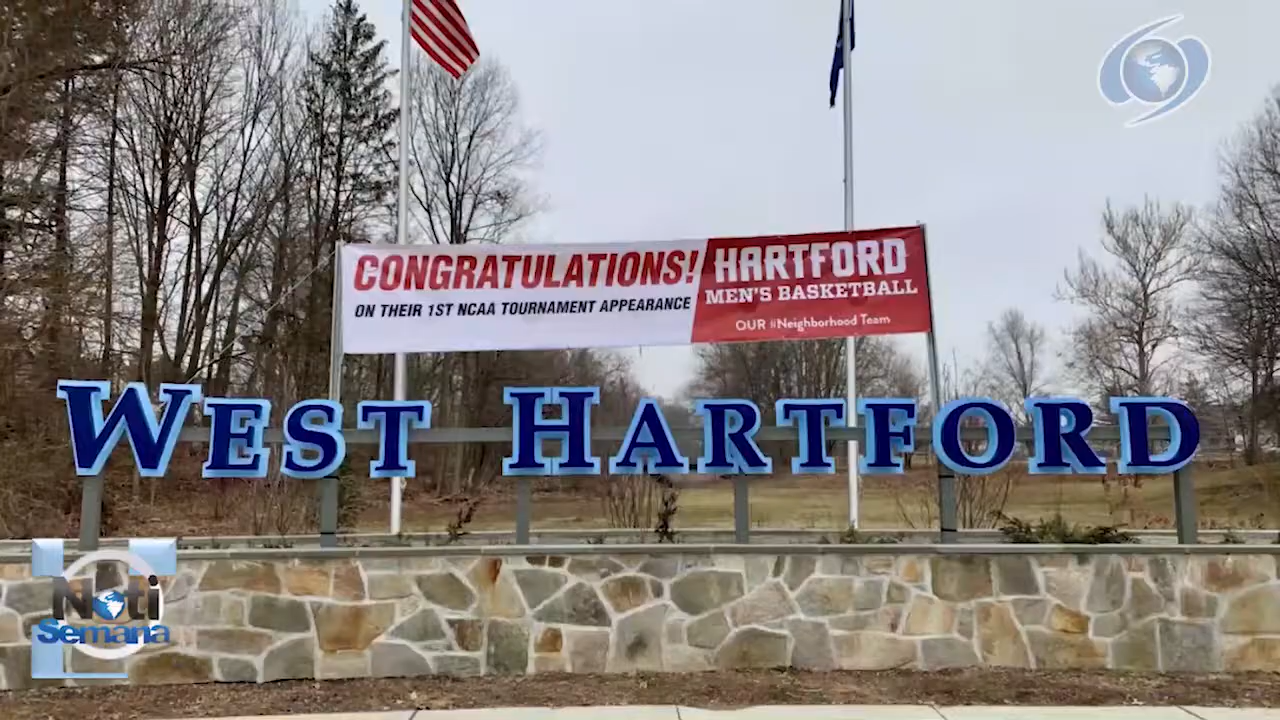 CONGRATULATIONS!
ON THEIR 1ST NCAA TOURNAMENT APPEARANCE
HARTFORD
MEN'S BASKETBALL
OUR #Neighborhood Team
WEST HARTFORD
Noti
Semana